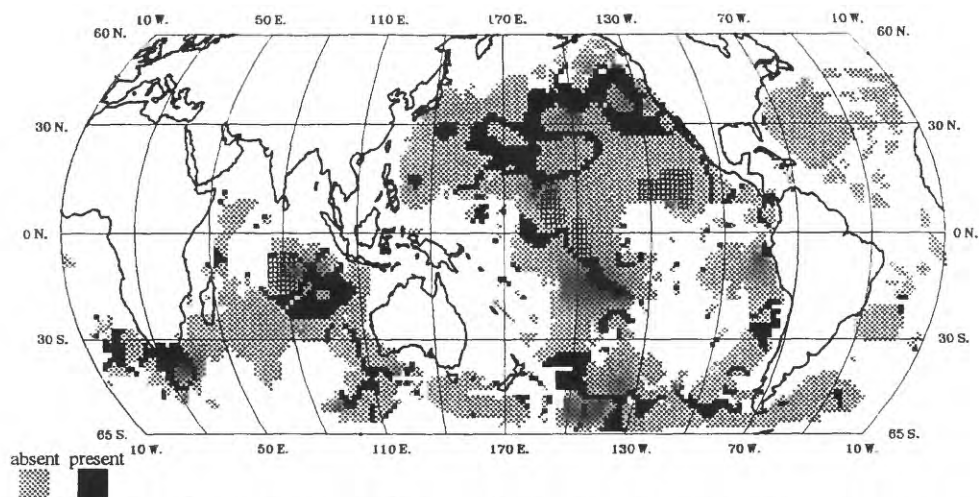 10 W. 50 E. 110 E. 170 E. 130 W. 70 W. 10 W.
60 N. 60 N.
30 N. 30 N.
0 N. 0 N.
30 S. 30 S.
65 S. 65 S.
10 W. 50 E. 110 E. 170 E. 130 W. 70 W. 10 W.
absent present